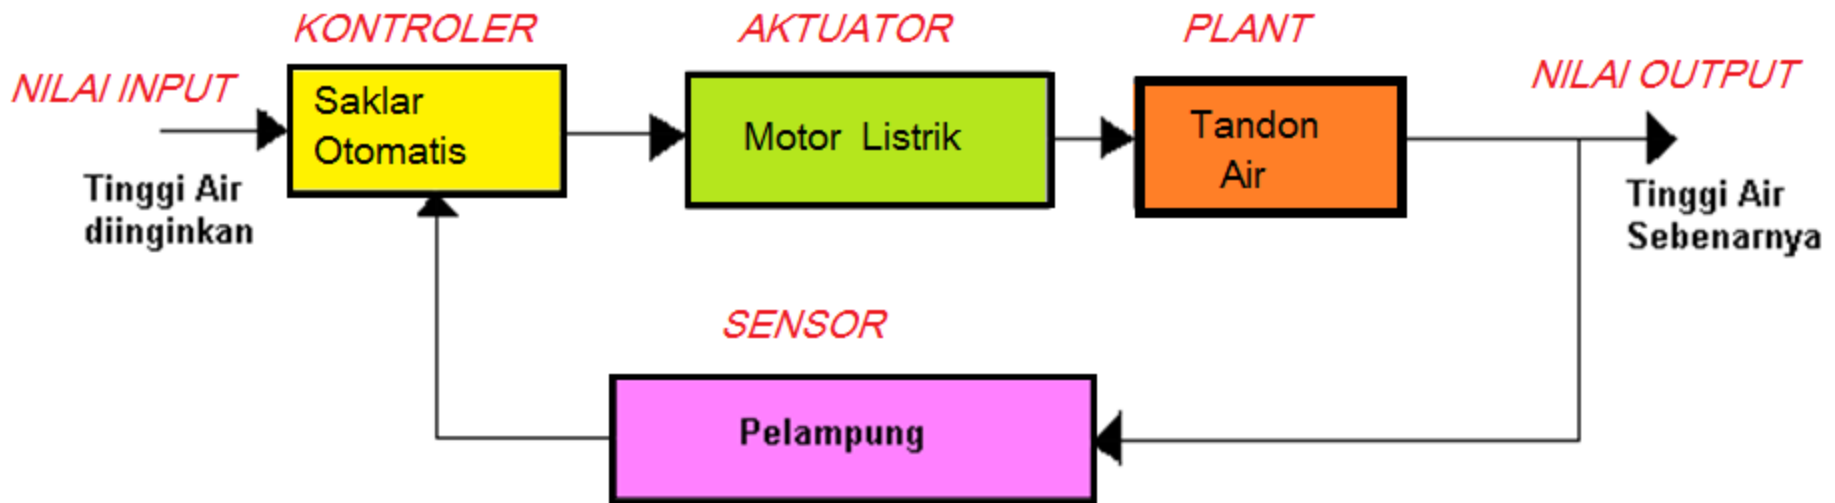 KONTROLER
AKTUATOR
PLANT
NILAI INPUT
NILAI OUTPUT
Saklar
Otomatis
Motor Listrik
Tandon
Air
Tinggi Air
diinginkan
Tinggi Air
Sebenarnya
SENSOR
Pelampung